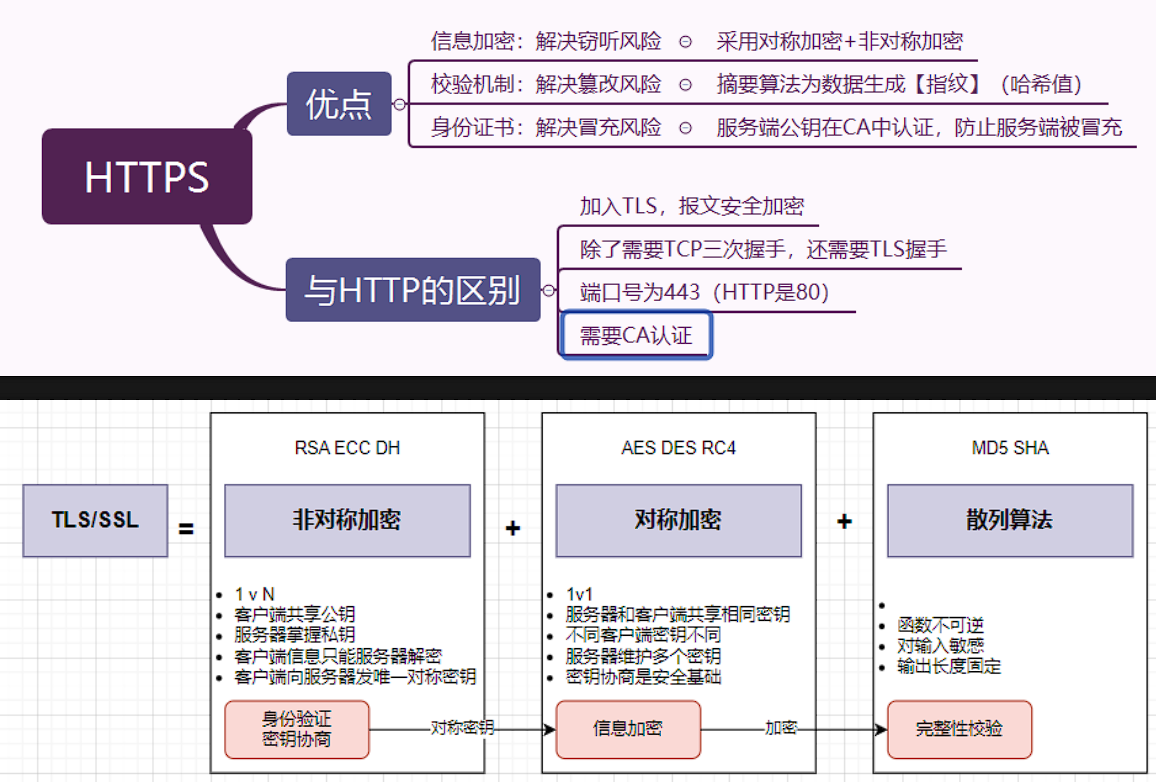 HTTPS
优点
信息加密：解决窃听风险 采用对称加密+非对称加密
校验机制：解决篡改风险 摘要算法为数据生成【指纹】（哈希值）
身份证书：解决冒充风险 服务端公钥在CA中认证，防止服务端被冒充
与HTTP的区别
加入TLS，报文安全加密
除了需要TCP三次握手，还需要TLS握手
端口号为443（HTTP是80）
需要CA认证
TLS/SSL
=
RSA ECC DH
非对称加密
1 v N
客户端共享公钥
服务器掌握私钥
客户端信息只能服务器解密
客户端向服务器发唯一对称密钥
身份验证
密钥协商
对称密钥
+
AES DES RC4
对称加密
1v1
服务器和客户端共享相同密钥
不同客户端密钥不同
服务器维护多个密钥
密钥协商是安全基础
信息加密
加密
+
MD5 SHA
散列算法
函数不可逆
对输入敏感
输出长度固定
完整性校验